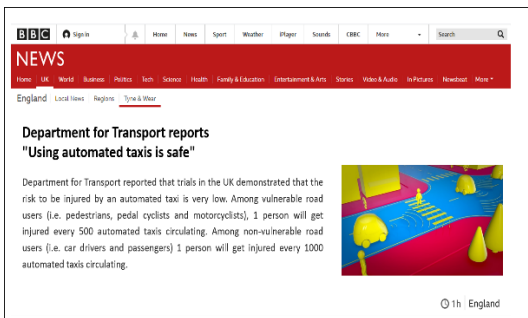 BBC Sign in Home News Sport Weather iPlayer Sounds CBBC More Search
NEWS
Home UK World Business Politics Tech Science Health Family & Education Entertainment & Arts Stories Video & Audio In Pictures Newsbeat More
England Local News Regions Tyne & Wear
Department for Transport reports
"Using automated taxis is safe"
Department for Transport reported that trials in the UK demonstrated that the
risk to be injured by an automated taxi is very low. Among vulnerable road
users (i.e. pedestrians, pedal cyclists and motorcyclists), 1 person will get
injured every 500 automated taxis circulating. Among non-vulnerable road
users (i.e. car drivers and passengers) 1 person will get injured every 1000
automated taxis circulating.
1h England